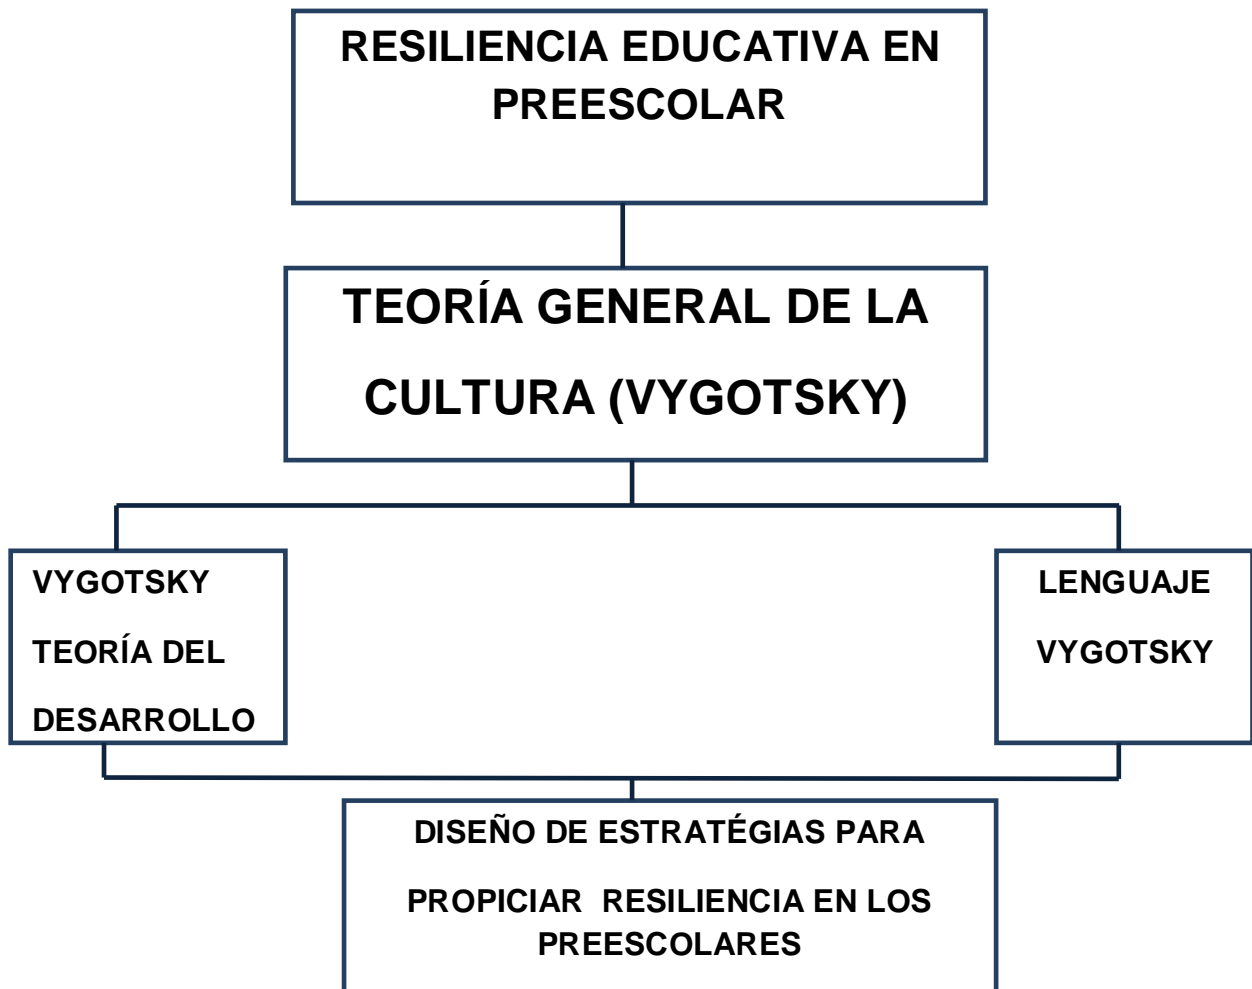 RESILIENCIA EDUCATIVA EN
PREESCOLAR
TEORÍA GENERAL DE LA
CULTURA (VYGOTSKY)
VYGOTSKY
TEORÍA DEL
DESARROLLO
LENGUAJE
VYGOTSKY
DISEÑO DE ESTRATÉGIAS PARA
PROPICIAR RESILIENCIA EN LOS
PREESCOLARES